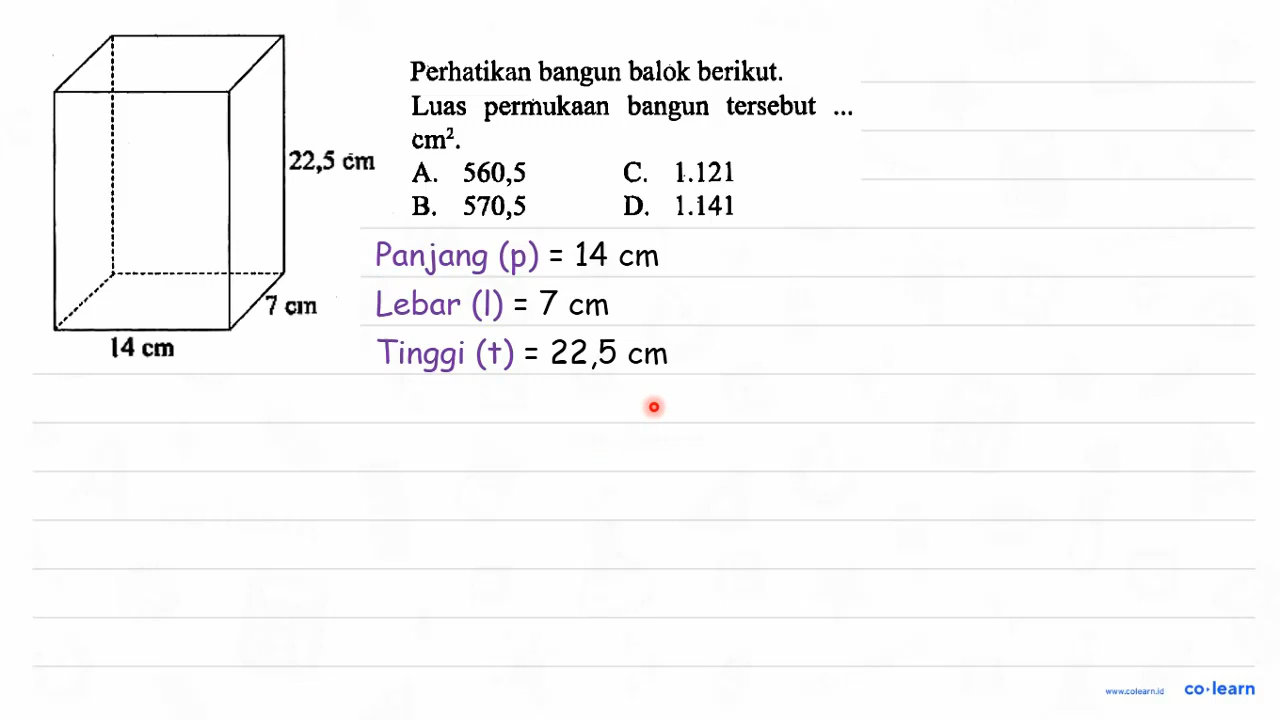 Perhatikan bangun balok berikut.
Luas permukaan bangun tersebut ...
cm².
A. 560,5 C. 1.121
B. 570,5 D. 1.141
22,5 cm
7 cm
14 cm
Panjang (p) = 14 cm
Lebar (l) = 7 cm
Tinggi (t) = 22,5 cm
www.colearn.id co·learn